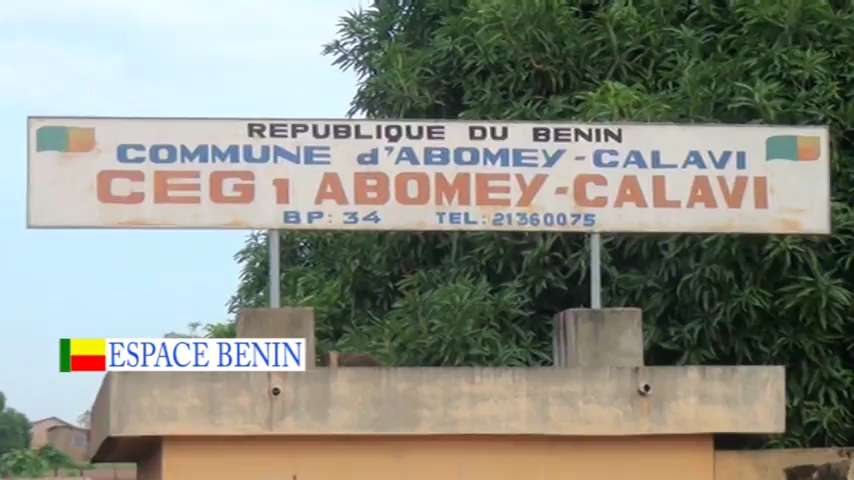 REPUBLIQUE DU BENIN
COMMUNE d'ABOMEY-CALAVI
CEG 1 ABOMEY-CALAVI
BP: 34 TEL: 21360075
ESPACE BENIN